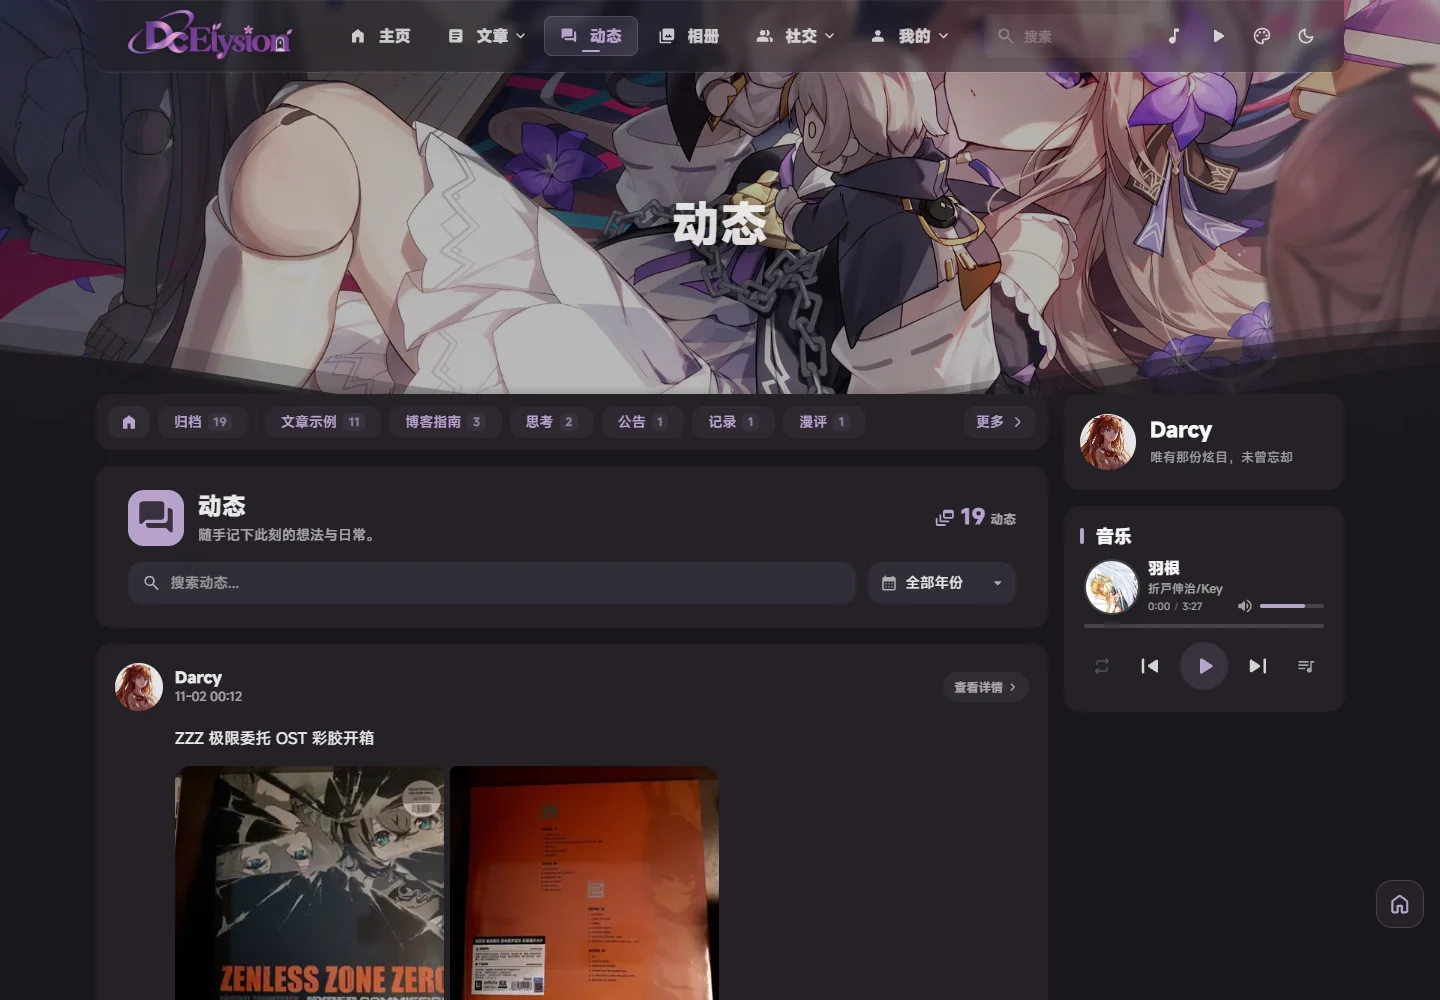 DcElysion
主页
文章
动态
相册
社交
我的
搜索
动态
归档 19
文章示例 11
博客指南 3
思考 2
公告 1
记录 1
漫评 1
更多
Darcy
唯有那份炫目，未曾忘却
动态
随手记下此刻的想法与日常。
19 动态
搜索动态...
全部年份
音乐
羽根
折戸伸治/Key
0:00 / 3:27
Darcy
11-02 00:12
查看详情
ZZZ 极限委托 OST 彩胶开箱
ZENLESS ZONE ZERO